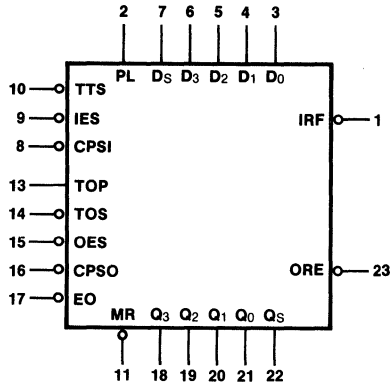 2 7 6 5 4 3
PL DS D3 D2 D1 D0
10 TTS
9 IES
IRF 1
8 CPSI
13 TOP
14 TOS
15 OES
16 CPSO
ORE 23
17 EO
MR Q3 Q2 Q1 Q0 QS
11 18 19 20 21 22